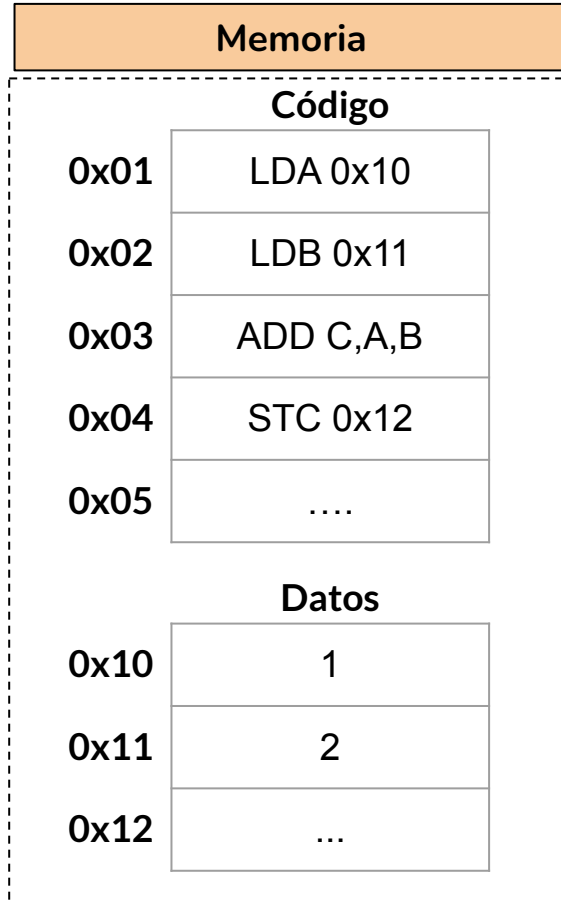 Memoria
Código
0x01 LDA 0x10
0x02 LDB 0x11
0x03 ADD C,A,B
0x04 STC 0x12
0x05 ....
Datos
0x10 1
0x11 2
0x12 ...